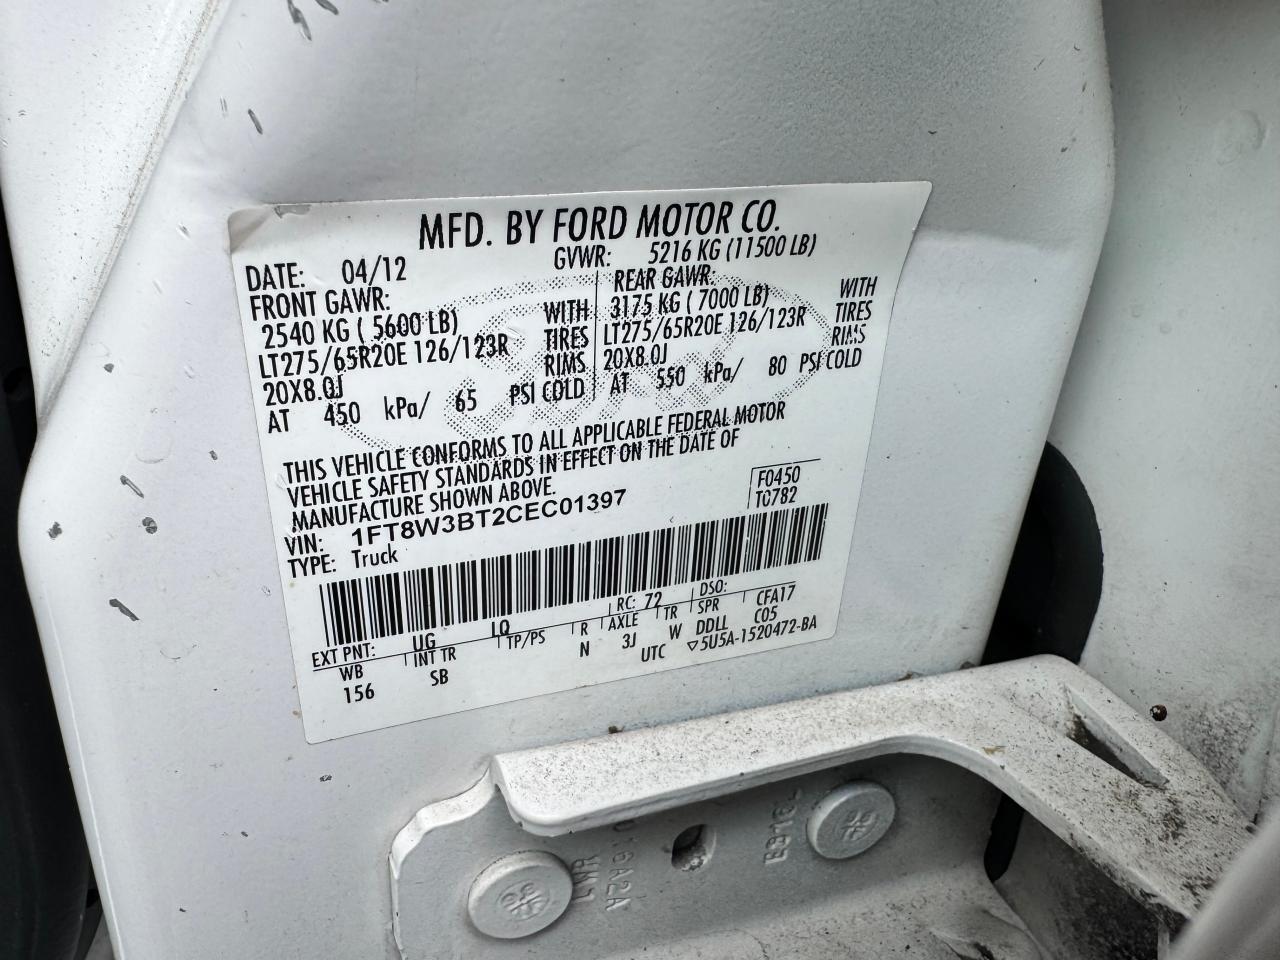 MFD. BY FORD MOTOR CO.
DATE: 04/12 GVWR: 5216 KG (11500 LB)
FRONT GAWR: REAR GAWR:
2540 KG ( 5600 LB) WITH 3175 KG ( 7000 LB) WITH
LT275/65R20E 126/123R TIRES LT275/65R20E 126/123R TIRES
20X8.0J RIMS 20X8.0J RIMS
AT 450 kPa/ 65 PSI COLD AT 550 kPa/ 80 PSI COLD
THIS VEHICLE CONFORMS TO ALL APPLICABLE FEDERAL MOTOR
VEHICLE SAFETY STANDARDS IN EFFECT ON THE DATE OF
MANUFACTURE SHOWN ABOVE.
F0450
VIN: 1FT8W3BT2CEC01397 T0782
TYPE: Truck
EXT PNT: UG LQ RC: 72 DSO:
WB INT TR TP/PS R AXLE TR SPR CFA17
156 SB N 3J W DDLL C05
UTC ▽5U5A-1520472-BA